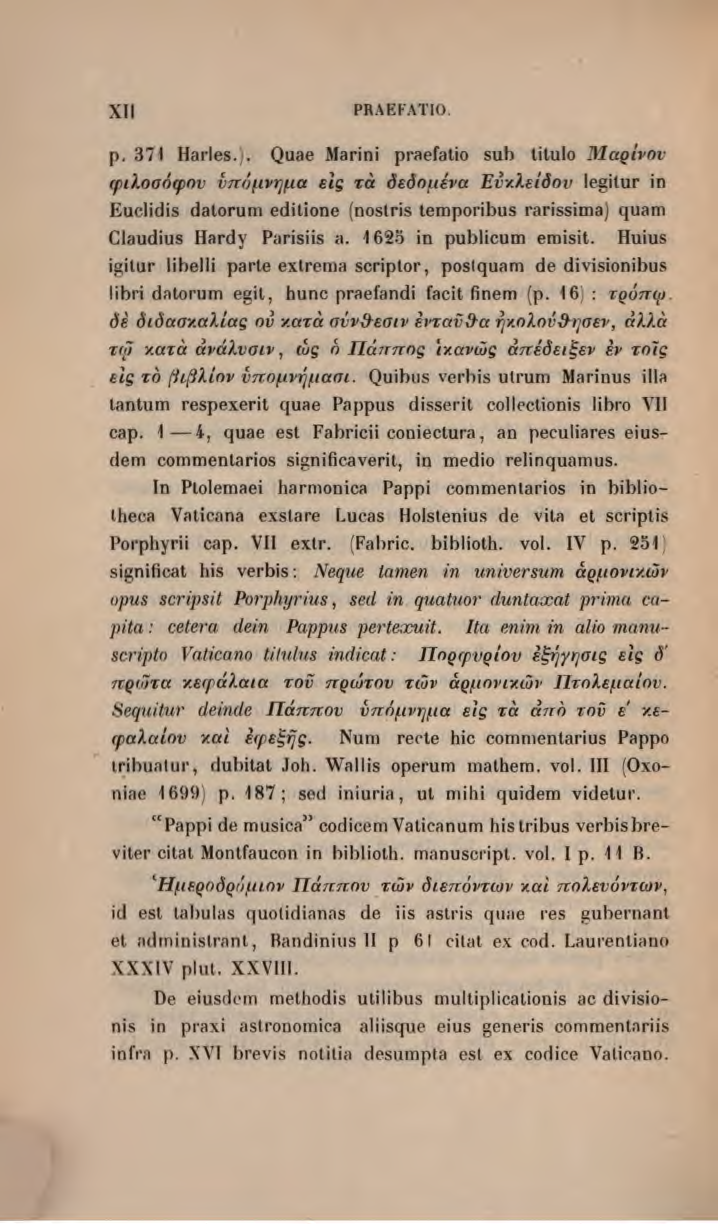 XII PRAEFATIO.
p. 371 Harles.). Quae Marini praefatio sub titulo Μαρίνου
φιλοσόφου ὑπόμνημα εἰς τὰ δεδομένα Εὐκλείδου legitur in
Euclidis datorum editione (nostris temporibus rarissima) quam
Claudius Hardy Parisiis a. 1625 in publicum emisit. Huius
igitur libelli parte extrema scriptor, postquam de divisionibus
libri datorum egit, hunc praefandi facit finem (p. 16) : τρόπῳ
δὲ διδασκαλίας οὐ κατὰ σύνθεσιν ἐνταῦθα ἠκολούθησεν, ἀλλὰ
τῷ κατὰ ἀνάλυσιν, ὡς ὁ Πάππος ἱκανῶς ἀπέδειξεν ἐν τοῖς
εἰς τὸ βιβλίον ὑπομνήμασι. Quibus verbis utrum Marinus illa
tantum respexerit quae Pappus disserit collectionis libro VII
cap. 1—4, quae est Fabricii coniectura, an peculiares eius-
dem commentarios significaverit, in medio relinquamus.
In Ptolemaei harmonica Pappi commentarios in biblio-
theca Vaticana exstare Lucas Holstenius de vita et scriptis
Porphyrii cap. VII extr. (Fabric. biblioth. vol. IV p. 251)
significat his verbis: Neque tamen in universum ἁρμονικῶν
opus scripsit Porphyrius, sed in quatuor duntaxat prima ca-
pita: cetera dein Pappus pertexuit. Ita enim in alio manu-
scripto Vaticano titulus indicat: Πορφυρίου ἐξήγησις εἰς δ′
πρῶτα κεφάλαια τοῦ πρώτου τῶν ἁρμονικῶν Πτολεμαίου.
Sequitur deinde Πάππου ὑπόμνημα εἰς τὰ ἀπὸ τοῦ ε′ κε-
φαλαίου καὶ ἐφεξῆς. Num recte hic commentarius Pappo
tribuatur, dubitat Joh. Wallis operum mathem. vol. III (Oxo-
niae 1699) p. 187; sed iniuria, ut mihi quidem videtur.
“Pappi de musica” codicem Vaticanum his tribus verbis bre-
viter citat Montfaucon in biblioth. manuscript. vol. I p. 11 B.
Ἡμεροδρόμιον Πάππου τῶν διεπόντων καὶ πολευόντων,
id est tabulas quotidianas de iis astris quae res gubernant
et administrant, Bandinius II p 61 citat ex cod. Laurentiano
XXXIV plut. XXVIII.
De eiusdem methodis utilibus multiplicationis ac divisio-
nis in praxi astronomica aliisque eius generis commentariis
infra p. XVI brevis notitia desumpta est ex codice Vaticano.